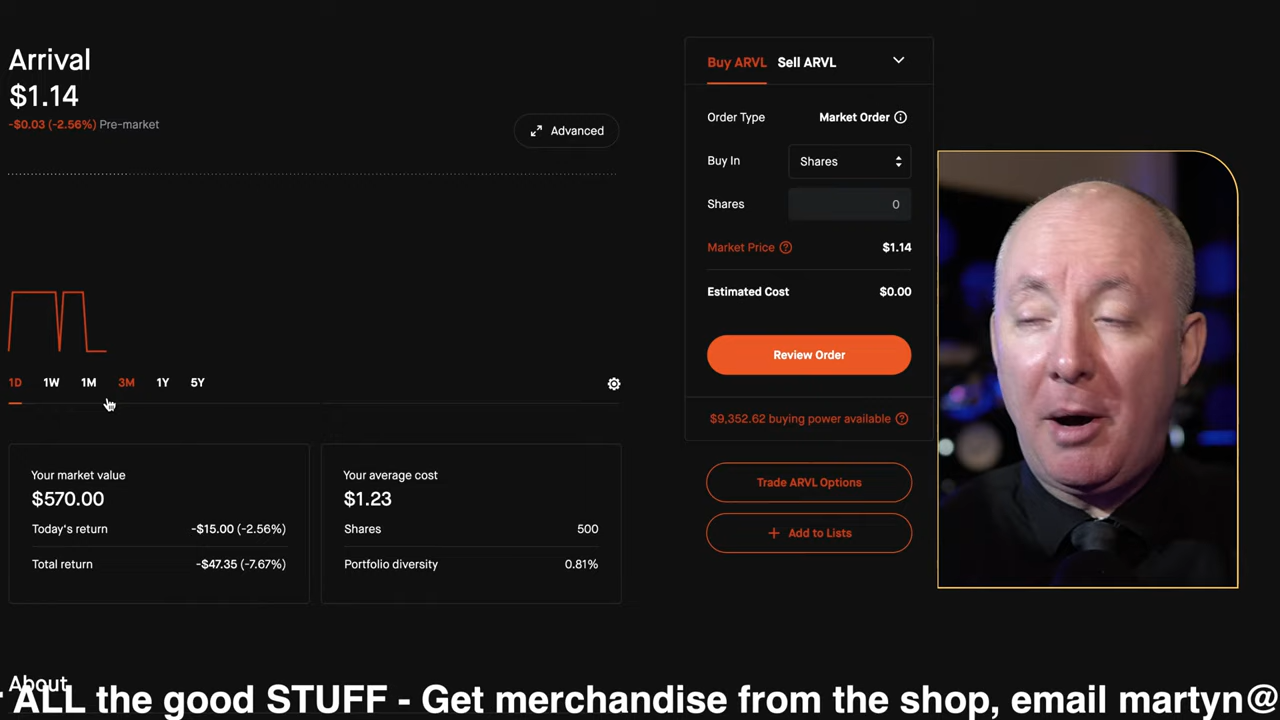 Arrival
$1.14
-$0.03 (-2.56%) Pre-market
Advanced
1D 1W 1M 3M 1Y 5Y
Your market value
$570.00
Today's return -$15.00 (-2.56%)
Total return -$47.35 (-7.67%)
Your average cost
$1.23
Shares 500
Portfolio diversity 0.81%
Buy ARVL Sell ARVL
Order Type Market Order
Buy In Shares
Shares 0
Market Price $1.14
Estimated Cost $0.00
Review Order
$9,352.62 buying power available
Trade ARVL Options
+ Add to Lists
About
ALL the good STUFF - Get merchandise from the shop, email martyn@